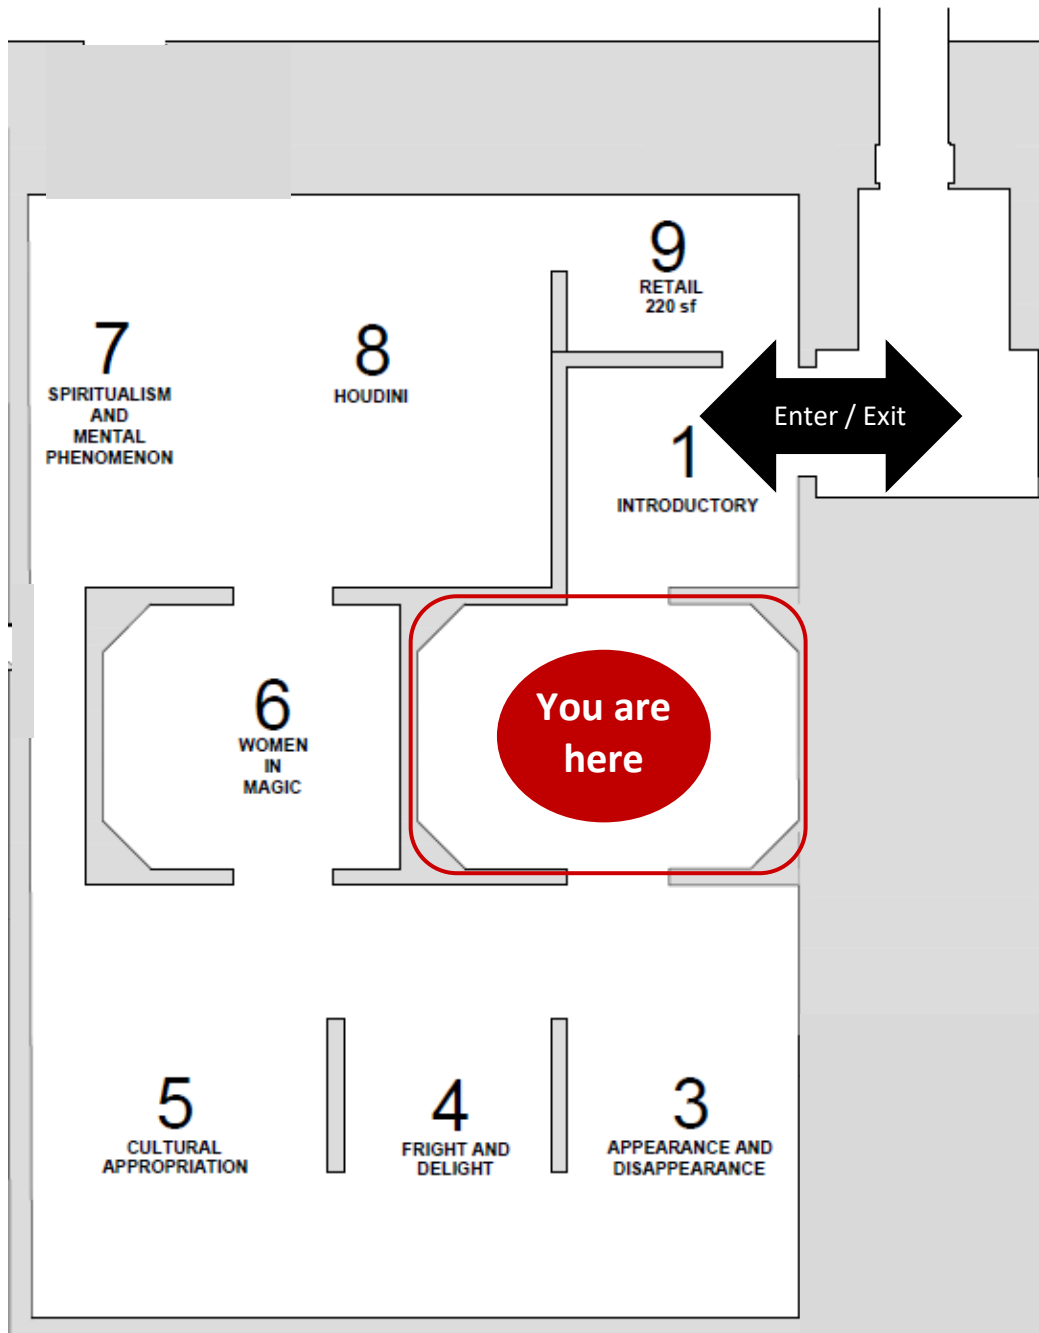 9
RETAIL
220 sf
7
SPIRITUALISM
AND
MENTAL
PHENOMENON
8
HOUDINI
Enter / Exit
1
INTRODUCTORY
6
WOMEN
IN
MAGIC
You are
here
5
CULTURAL
APPROPRIATION
4
FRIGHT AND
DELIGHT
3
APPEARANCE AND
DISAPPEARANCE